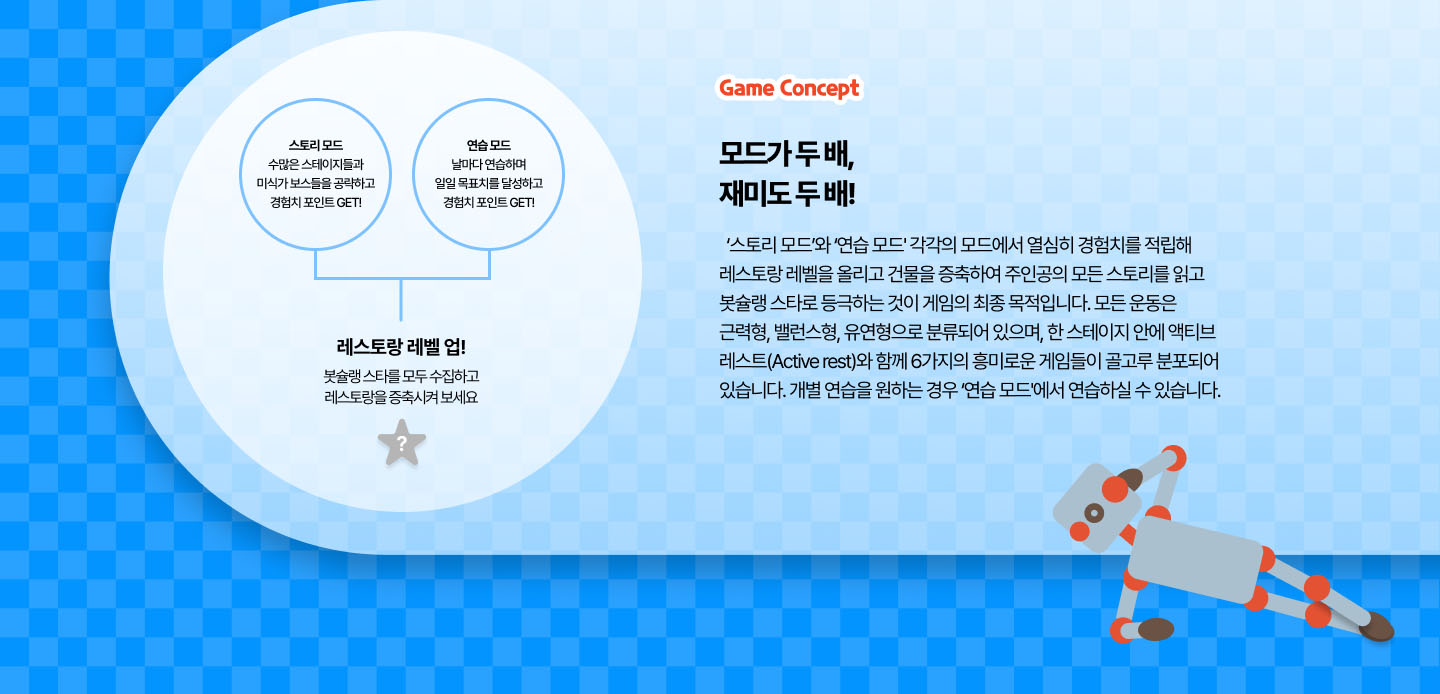 스토리 모드
수많은 스테이지들과
미식가 보스들을 공략하고
경험치 포인트 GET!
연습 모드
날마다 연습하며
일일 목표치를 달성하고
경험치 포인트 GET!
레스토랑 레벨 업!
봇슐랭 스타를 모두 수집하고
레스토랑을 증축시켜 보세요
?
Game Concept
모드가 두 배,
재미도 두 배!
‘스토리 모드’와 ‘연습 모드' 각각의 모드에서 열심히 경험치를 적립해
레스토랑 레벨을 올리고 건물을 증축하여 주인공의 모든 스토리를 읽고
봇슐랭 스타로 등극하는 것이 게임의 최종 목적입니다. 모든 운동은
근력형, 밸런스형, 유연형으로 분류되어 있으며, 한 스테이지 안에 액티브
레스트(Active rest)와 함께 6가지의 흥미로운 게임들이 골고루 분포되어
있습니다. 개별 연습을 원하는 경우 ‘연습 모드'에서 연습하실 수 있습니다.